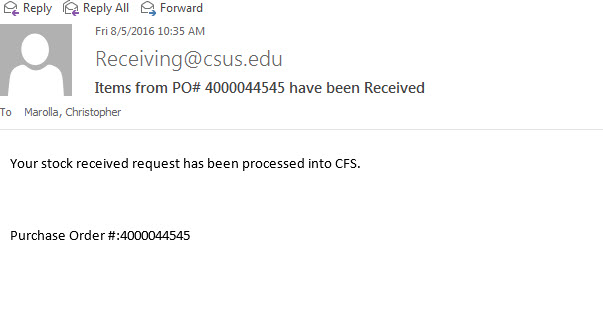 Reply Reply All Forward
Fri 8/5/2016 10:35 AM
Receiving@csus.edu
Items from PO# 4000044545 have been Received
To Marolla, Christopher
Your stock received request has been processed into CFS.
Purchase Order #:4000044545